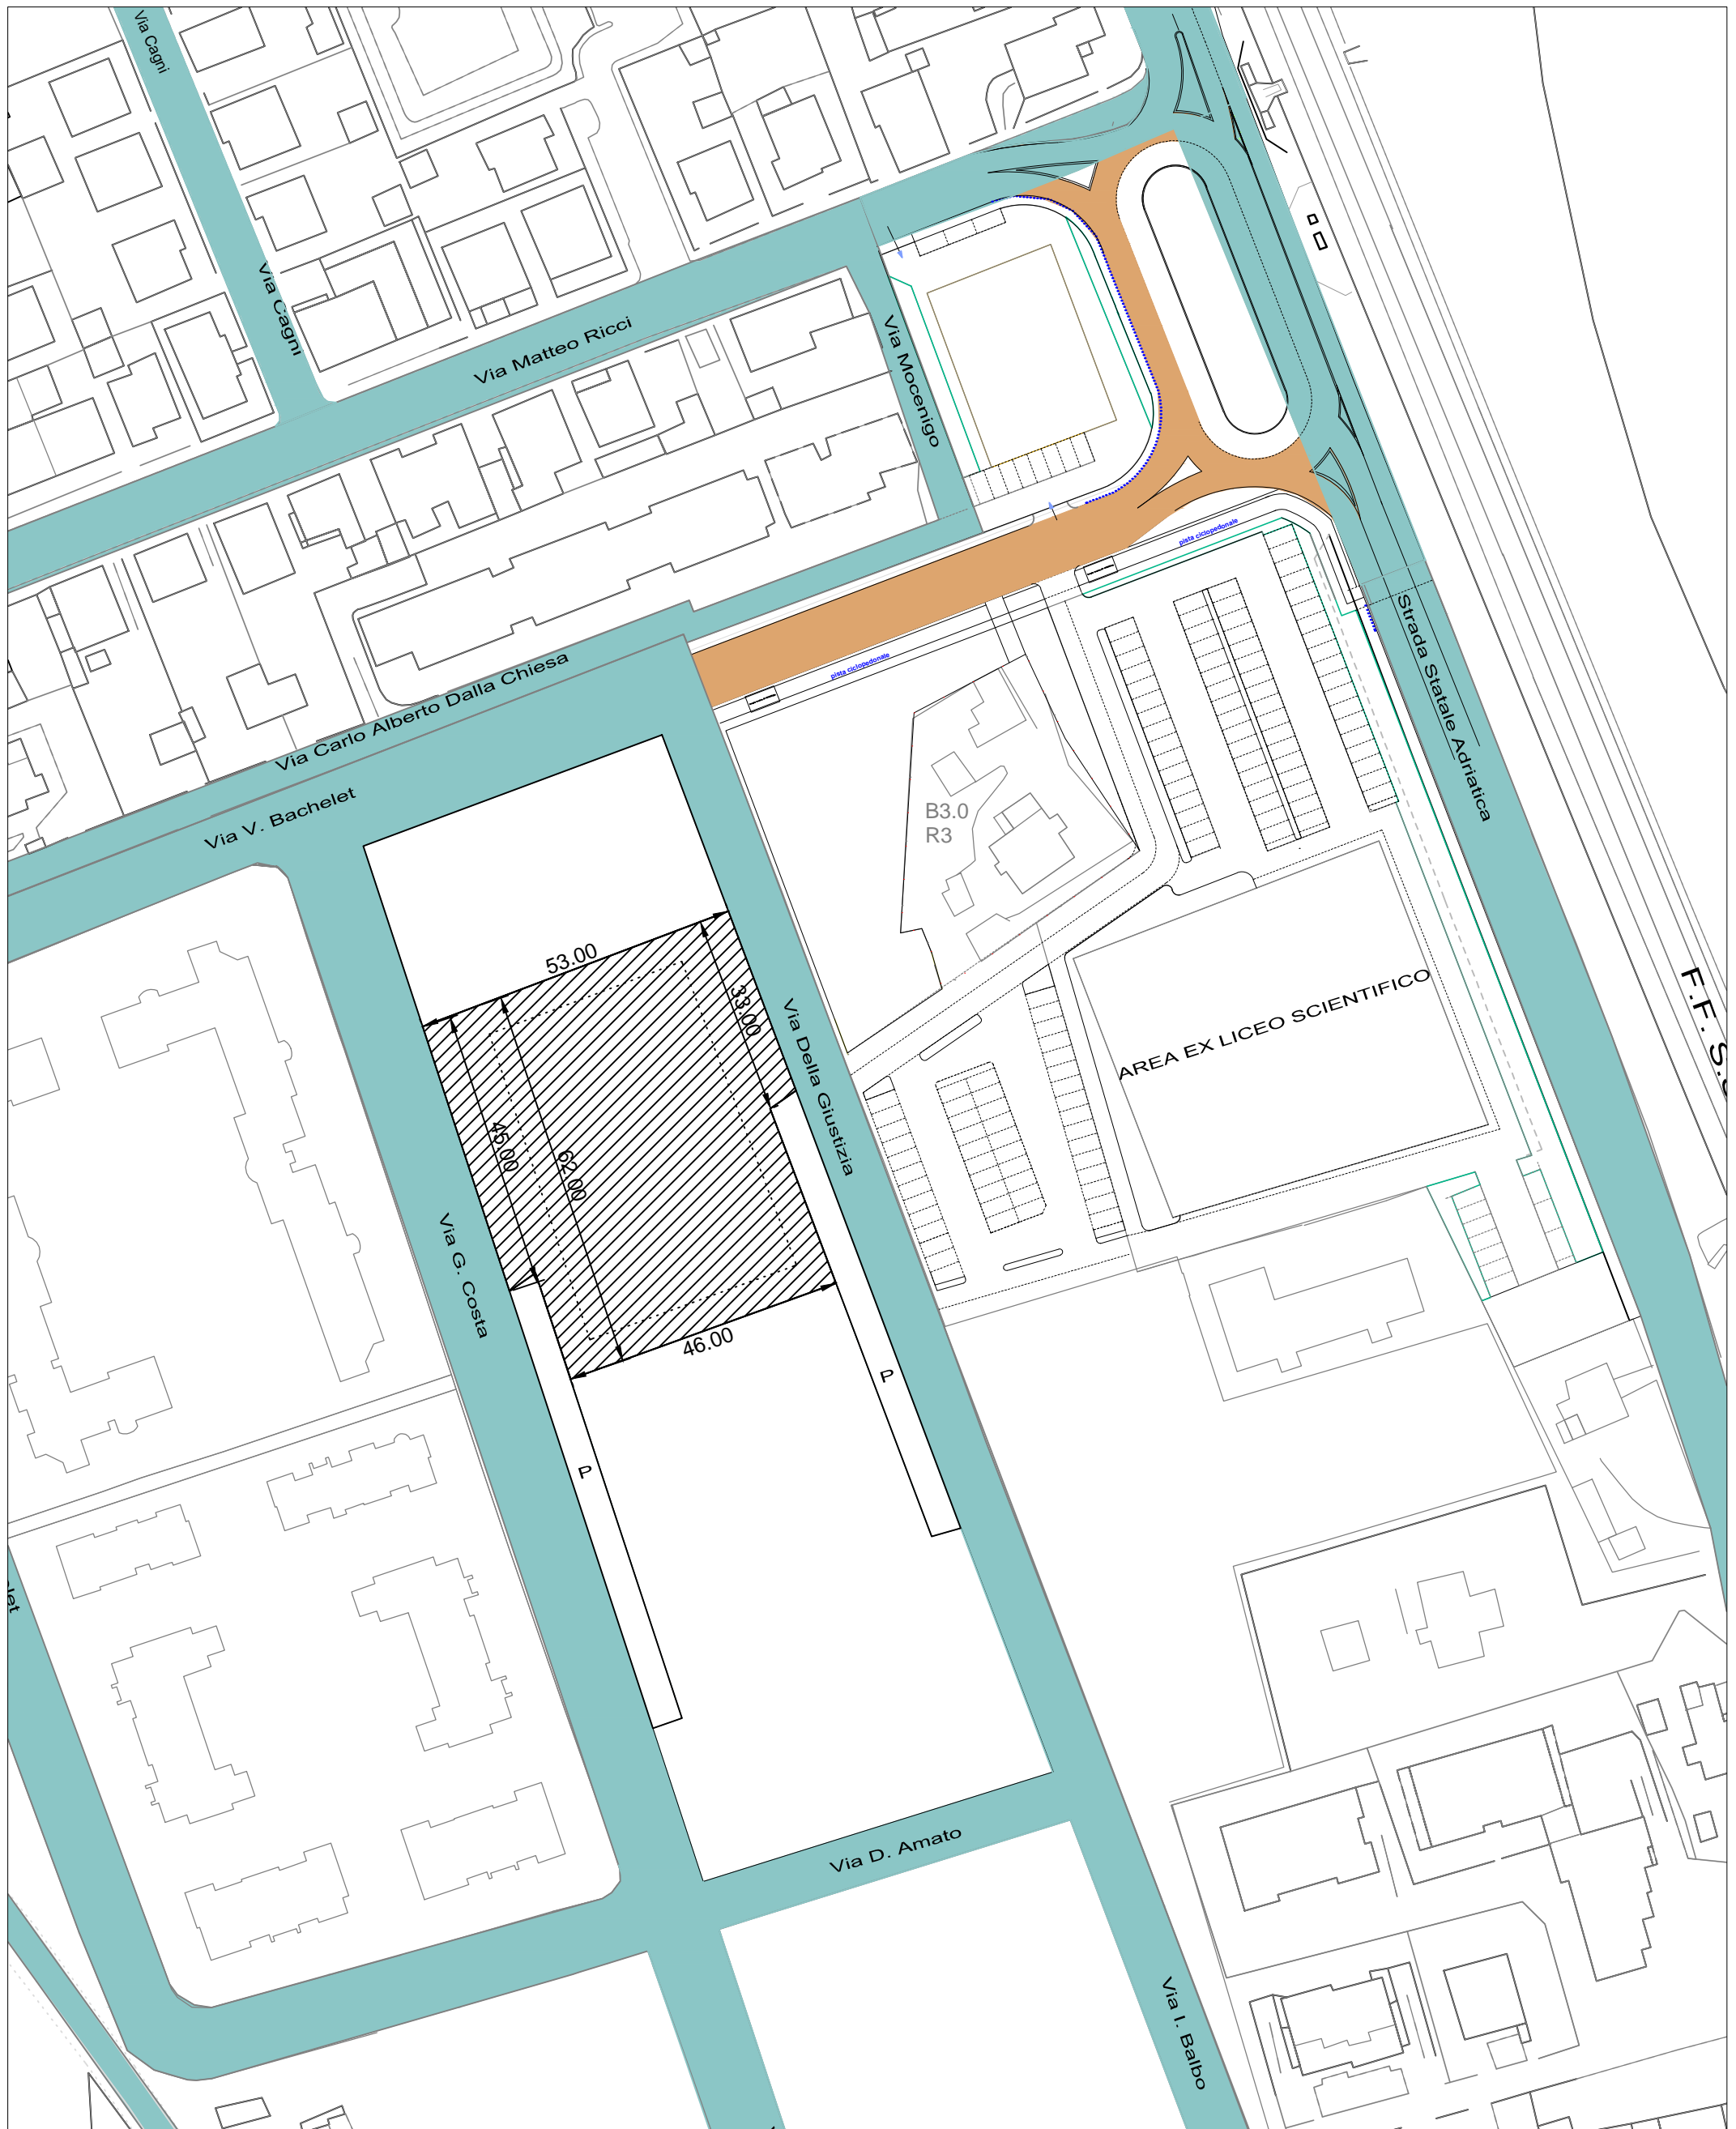 Via Cagni
Via Cagni
Via Matteo Ricci
Via Mocenigo
pista ciclopedonale
Strada Statale Adriatica
pista ciclopedonale
Via Carlo Alberto Dalla Chiesa
Via V. Bachelet
B3.0
R3
53.00
33.00
F.F. S.
AREA EX LICEO SCIENTIFICO
Via Della Giustizia
45.00
62.00
Via G. Costa
46.00
P
P
Via D. Amato
Via I. Balbo